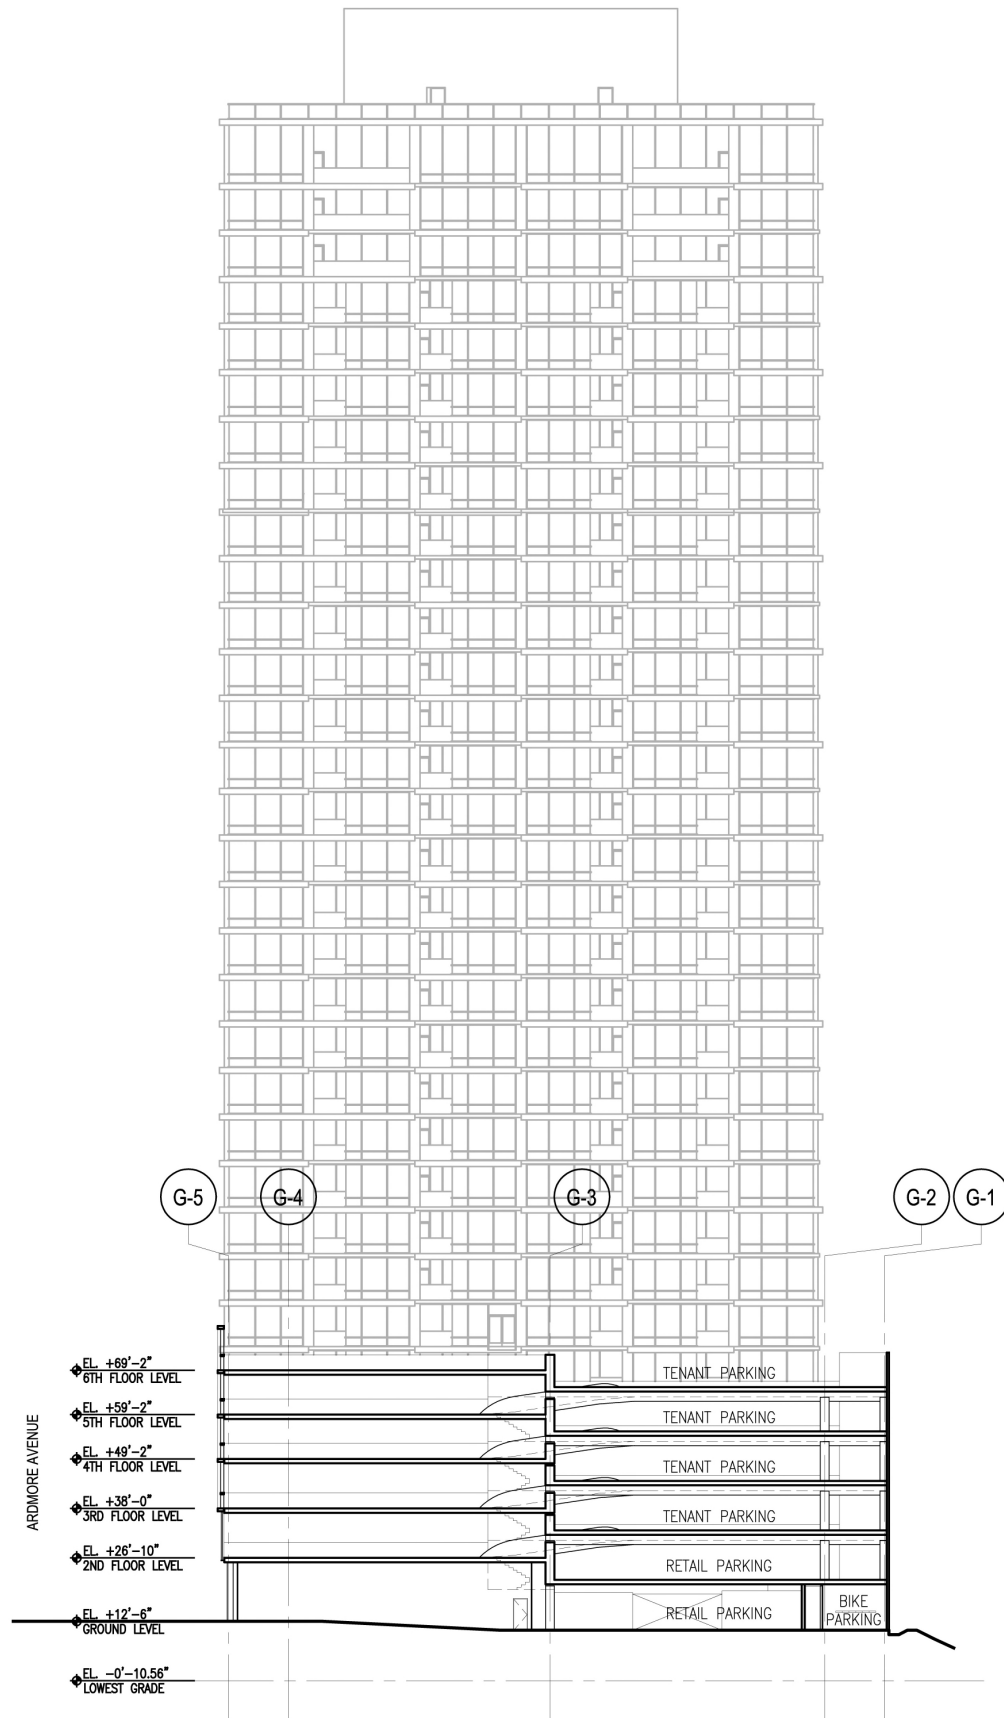 G-5
G-4
G-3
G-2
G-1
EL. +69'-2"
6TH FLOOR LEVEL
TENANT PARKING
EL. +59'-2"
5TH FLOOR LEVEL
TENANT PARKING
EL. +49'-2"
4TH FLOOR LEVEL
TENANT PARKING
EL. +38'-0"
3RD FLOOR LEVEL
TENANT PARKING
EL. +26'-10"
2ND FLOOR LEVEL
RETAIL PARKING
EL. +12'-6"
GROUND LEVEL
RETAIL PARKING
BIKE
PARKING
EL. -0'-10.56"
LOWEST GRADE
ARDMORE AVENUE